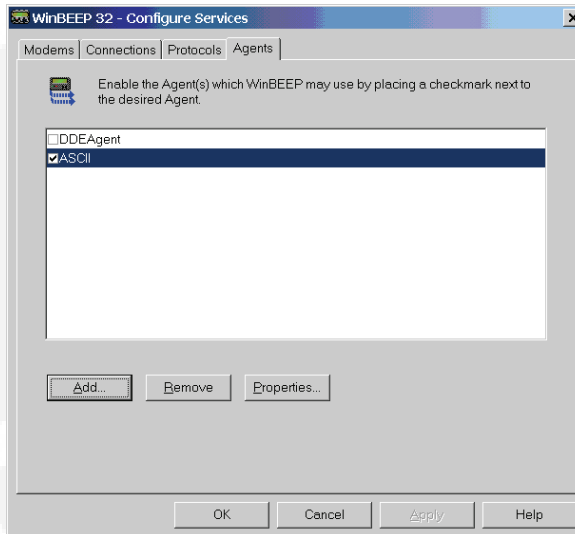 WinBEEP 32 - Configure Services
Modems Connections Protocols Agents
Enable the Agent(s) which WinBEEP may use by placing a checkmark next to
the desired Agent.
DDEAgent
ASCII
Add... Remove Properties...
OK Cancel Apply Help